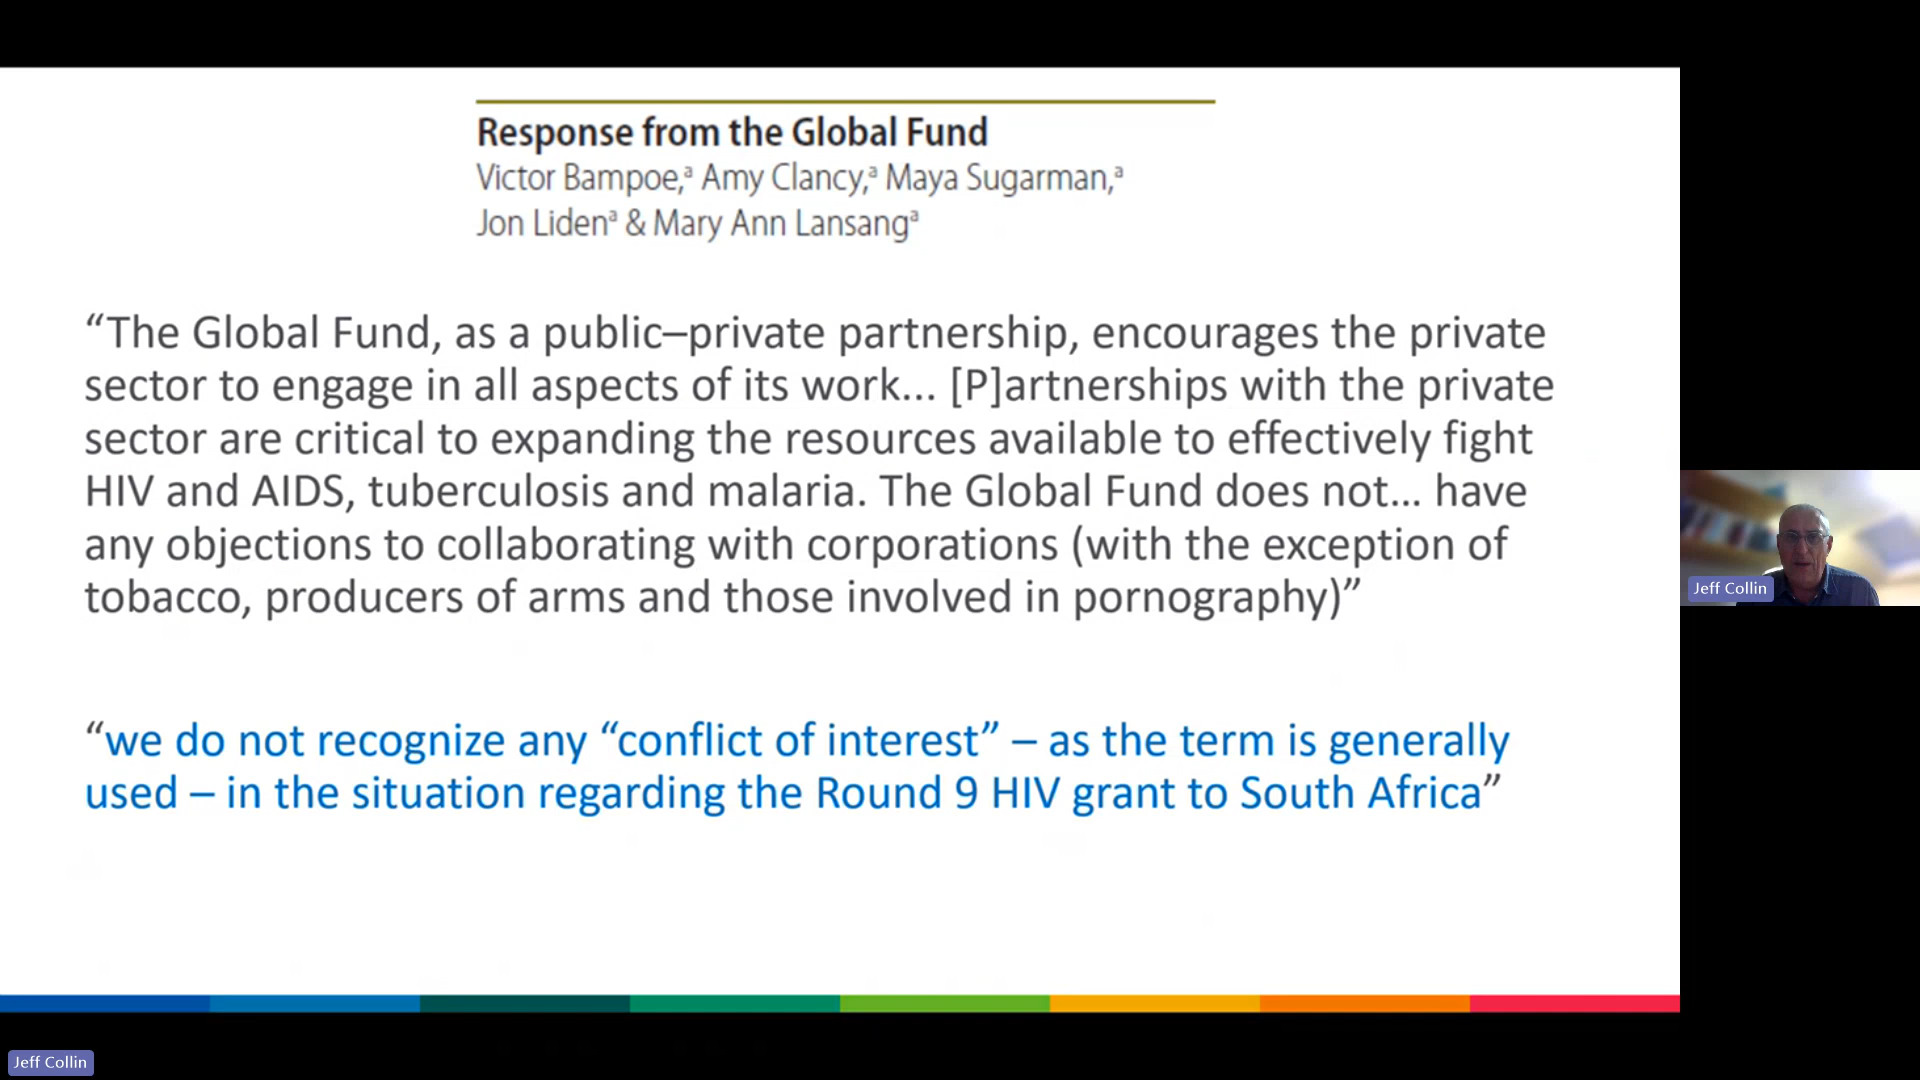 Response from the Global Fund
Victor Bampoe,ª Amy Clancy,ª Maya Sugarman,ª
Jon Lidenª & Mary Ann Lansangª
“The Global Fund, as a public–private partnership, encourages the private
sector to engage in all aspects of its work... [P]artnerships with the private
sector are critical to expanding the resources available to effectively fight
HIV and AIDS, tuberculosis and malaria. The Global Fund does not… have
any objections to collaborating with corporations (with the exception of
tobacco, producers of arms and those involved in pornography)”
“we do not recognize any “conflict of interest” – as the term is generally
used – in the situation regarding the Round 9 HIV grant to South Africa”
Jeff Collin
Jeff Collin